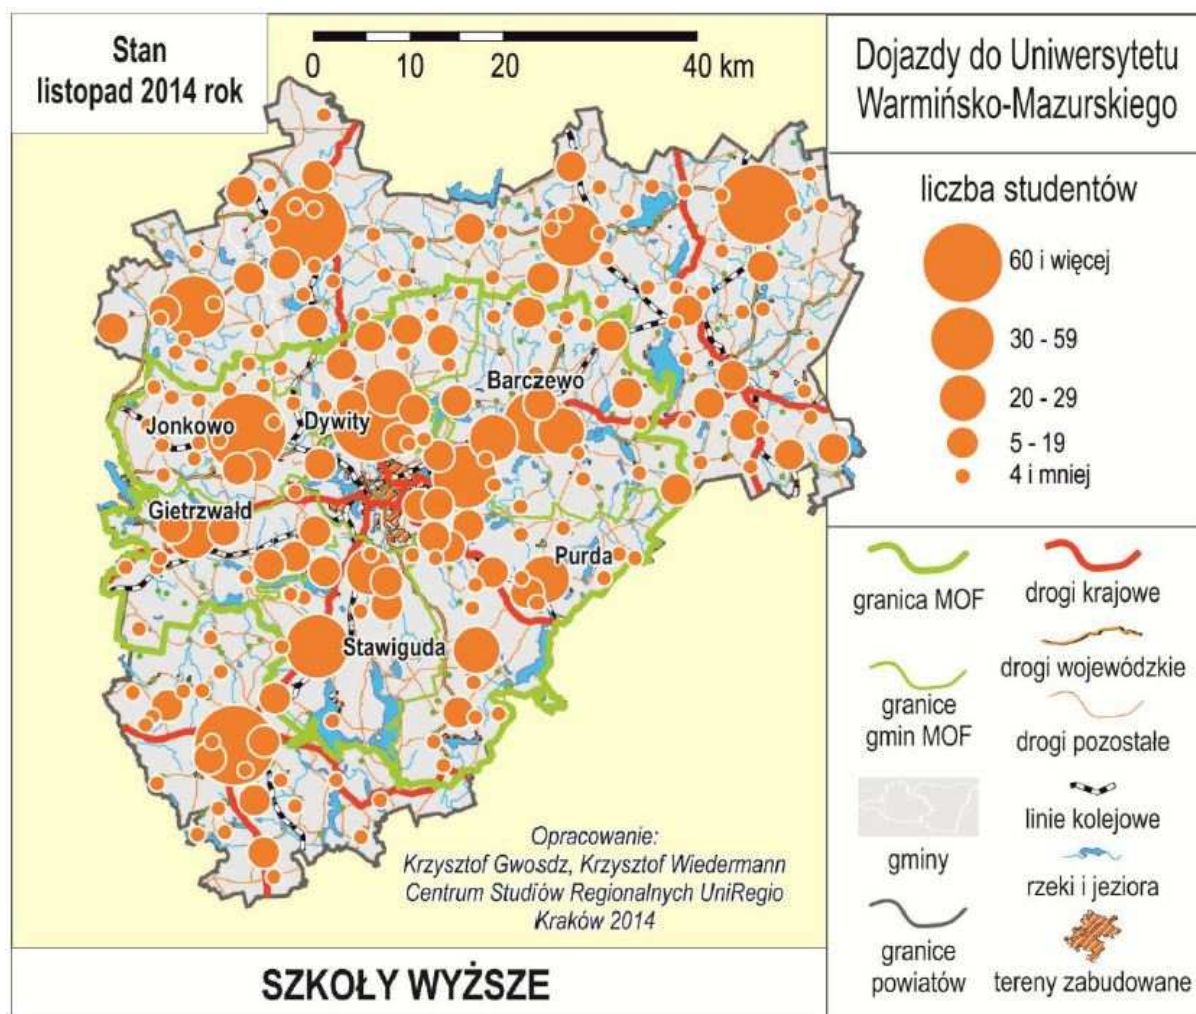 Stan
listopad 2014 rok
0 10 20 40 km
Dojazdy do Uniwersytetu
Warmińsko-Mazurskiego
liczba studentów
60 i więcej
30 - 59
20 - 29
5 - 19
4 i mniej
Barczewo
Jonkowo
Dywity
Gietrzwałd
Purda
Stawiguda
granica MOF
drogi krajowe
drogi wojewódzkie
granice
gmin MOF
drogi pozostałe
gminy
linie kolejowe
rzeki i jeziora
granice
powiatów
tereny zabudowane
Opracowanie:
Krzysztof Gwosdz, Krzysztof Wiedermann
Centrum Studiów Regionalnych UniRegio
Kraków 2014
SZKOŁY WYŻSZE